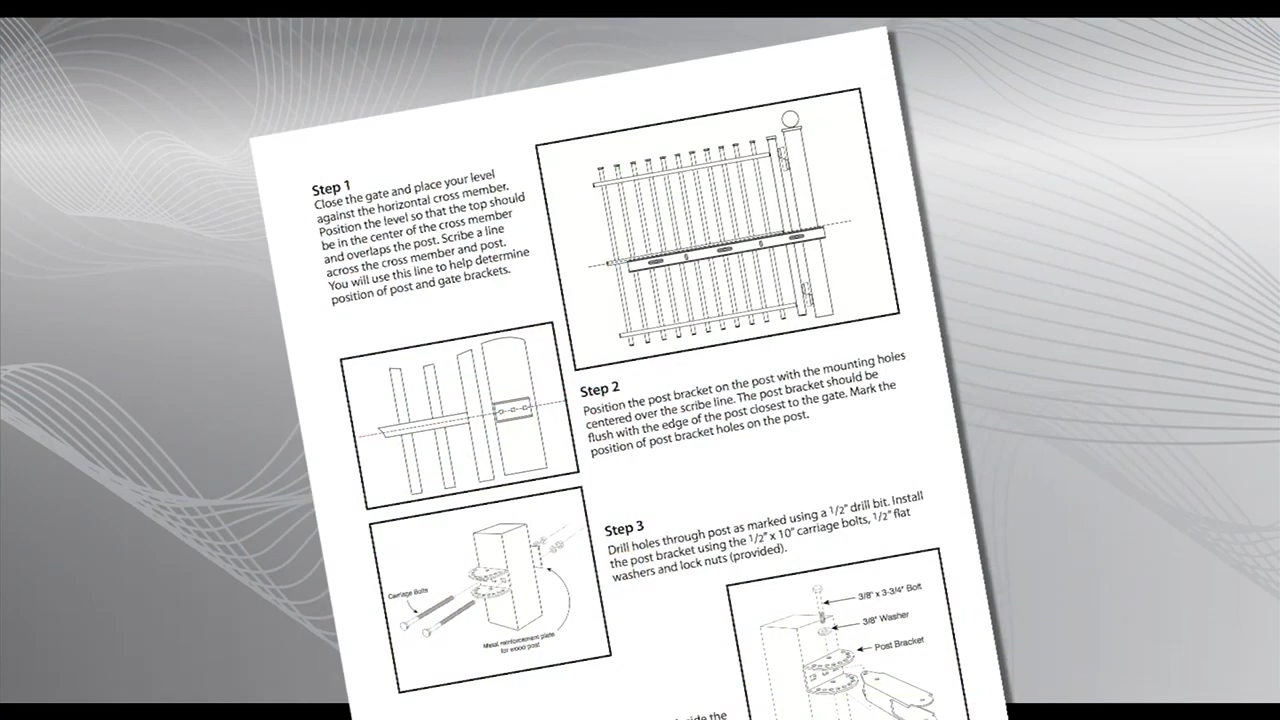 Step 1
Close the gate and place your level
against the horizontal cross member.
Position the level so that the top should
be in the center of the cross member
and overlaps the post. Scribe a line
across the cross member and post.
You will use this line to help determine
position of post and gate brackets.
Step 2
Position the post bracket on the post with the mounting holes
centered over the scribe line. The post bracket should be
flush with the edge of the post closest to the gate. Mark the
position of post bracket holes on the post.
Step 3
Drill holes through post as marked using a 1/2" drill bit. Install
the post bracket using the 1/2" x 10" carriage bolts, 1/2" flat
washers and lock nuts (provided).
Carriage Bolts
Metal reinforcement plate
for wood post
3/8" x 3-3/4" Bolt
3/8" Washer
Post Bracket
the